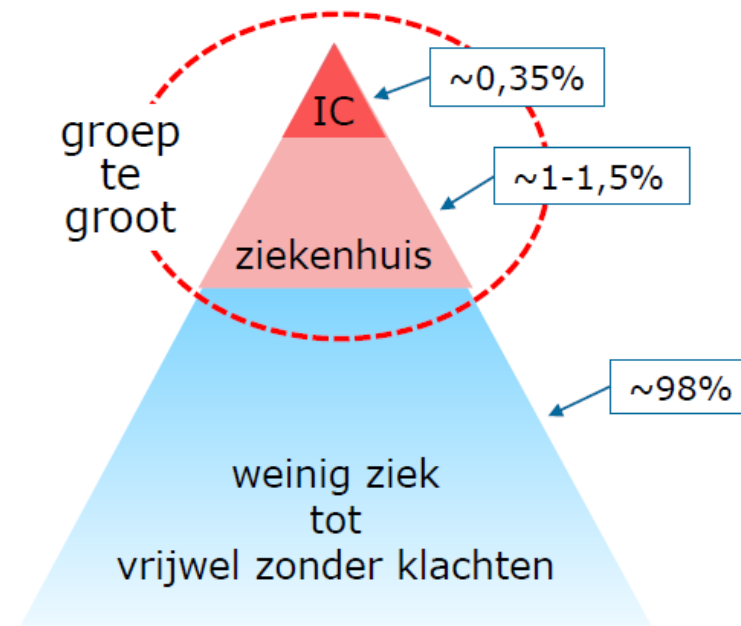 ~0,35%
IC
groep
te
groot
~1-1,5%
ziekenhuis
~98%
weinig ziek
tot
vrijwel zonder klachten